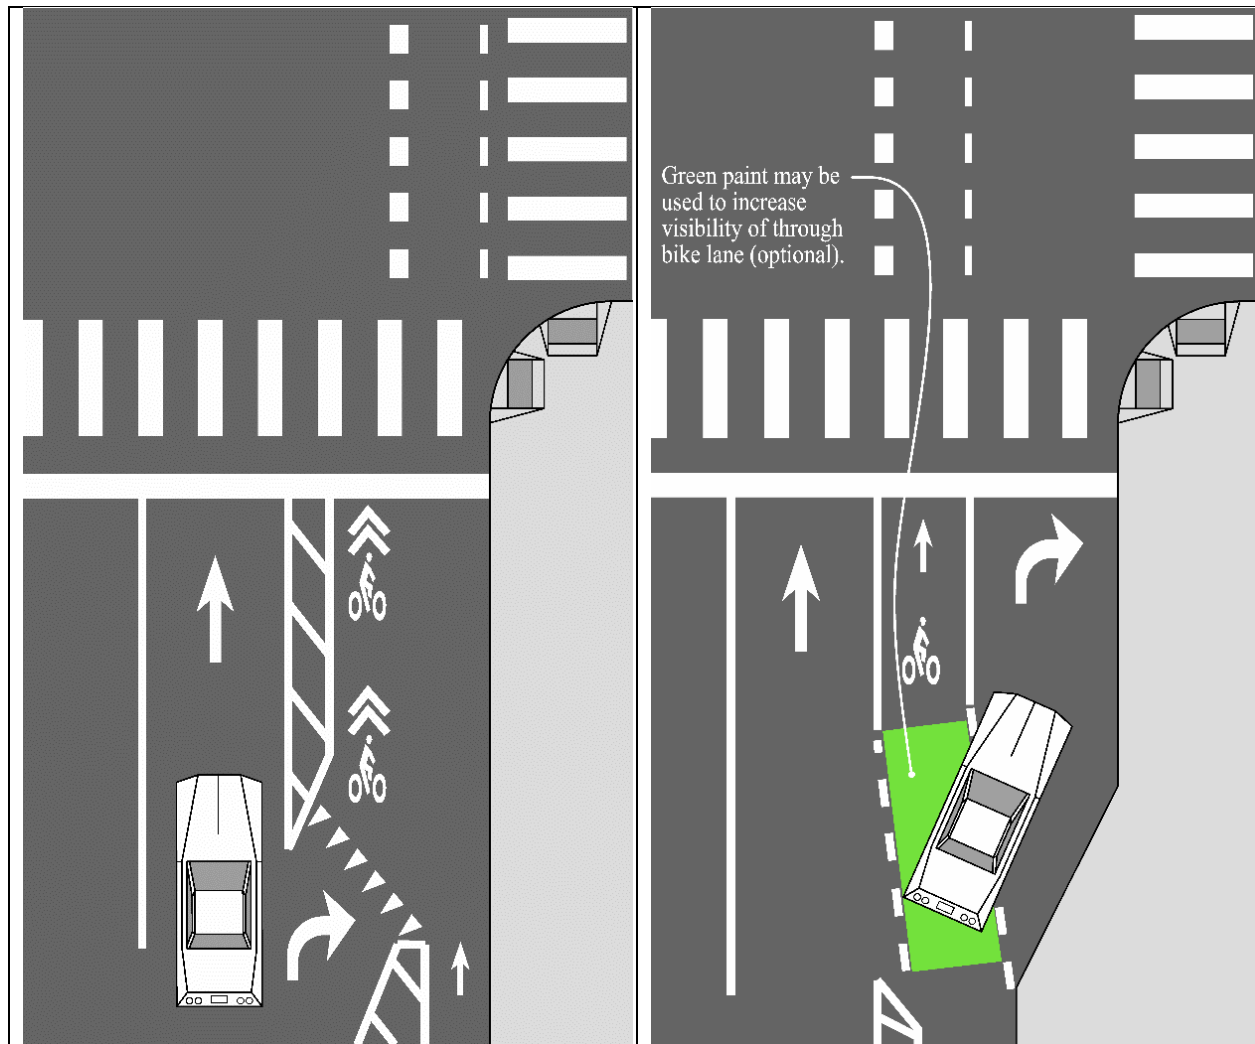 Green paint may be
used to increase
visibility of through
bike lane (optional).